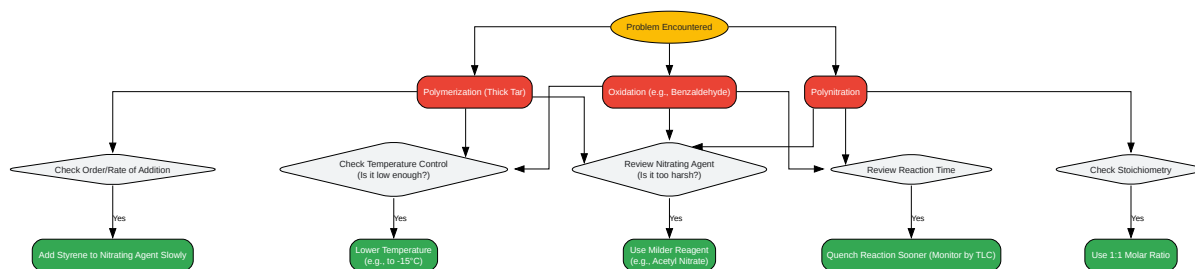 Problem Encountered
Polymerization (Thick Tar)
Oxidation (e.g., Benzaldehyde)
Polynitration
Check Order/Rate of Addition
Check Temperature Control
(Is it low enough?)
Review Nitrating Agent
(Is it too harsh?)
Review Reaction Time
Check Stoichiometry
Yes
Yes
Yes
Yes
Yes
Add Styrene to Nitrating Agent Slowly
Lower Temperature
(e.g., to -15°C)
Use Milder Reagent
(e.g., Acetyl Nitrate)
Quench Reaction Sooner (Monitor by TLC)
Use 1:1 Molar Ratio